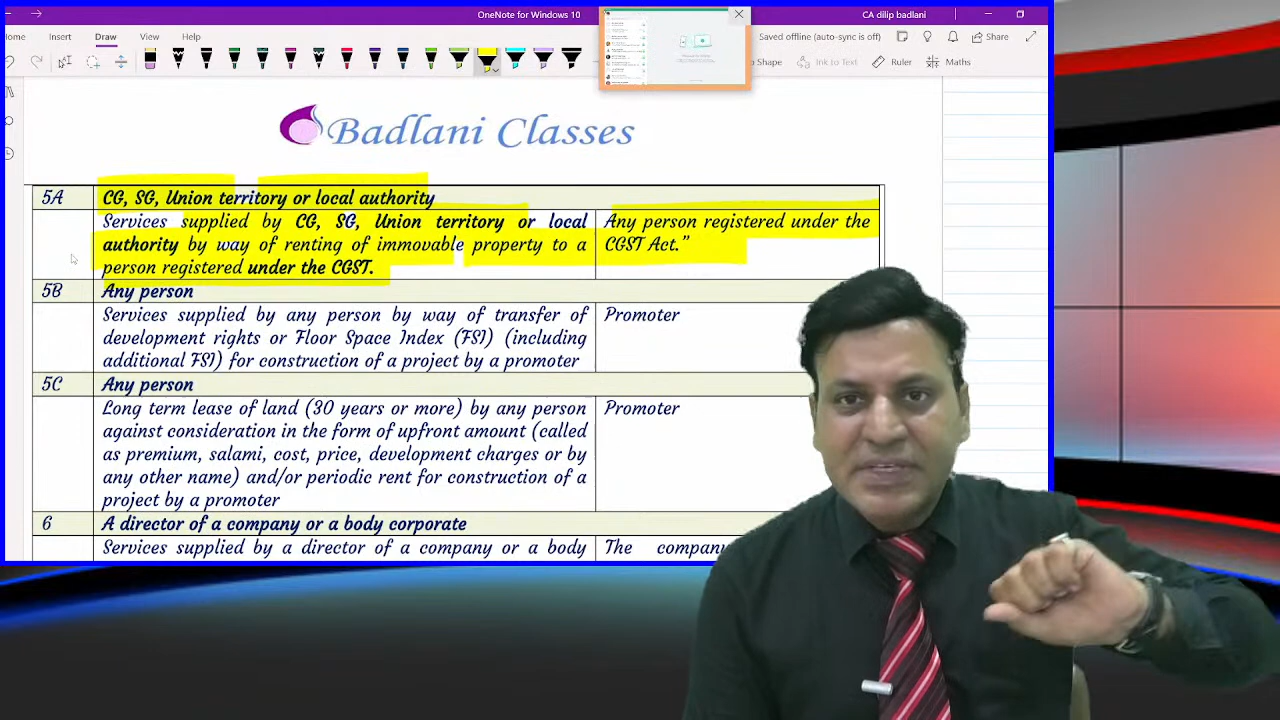 OneNote for Windows 10
CA dilip badlani
Insert
Draw
View
Help
Saved offline (auto-sync is
Share
Ink to Text
Ruler
Maths
Badlani Classes
5A CG, SG, Union territory or local authority
Services supplied by CG, SG, Union territory or local
authority by way of renting of immovable property to a
person registered under the CGST.
Any person registered under the
CGST Act.”
5B Any person
Services supplied by any person by way of transfer of
development rights or Floor Space Index (FSI) (including
additional FSI) for construction of a project by a promoter
Promoter
5C Any person
Long term lease of land (30 years or more) by any person
against consideration in the form of upfront amount (called
as premium, salami, cost, price, development charges or by
any other name) and/or periodic rent for construction of a
project by a promoter
Promoter
6 A director of a company or a body corporate
Services supplied by a director of a company or a body
The company